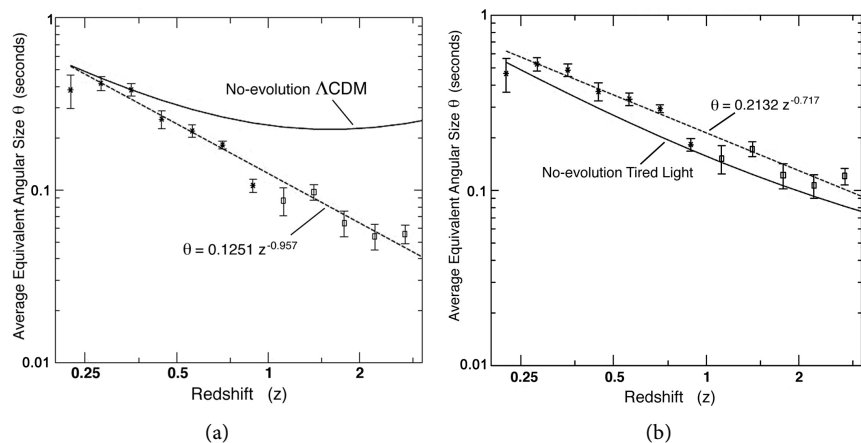 1
0.1
0.01
Average Equivalent Angular Size θ (seconds)
No-evolution ΛCDM
θ = 0.1251 z-0.957
0.25 0.5 1 2
Redshift (z)
(a)
1
0.1
0.01
Average Equivalent Angular Size θ (seconds)
θ = 0.2132 z-0.717
No-evolution Tired Light
0.25 0.5 1 2
Redshift (z)
(b)